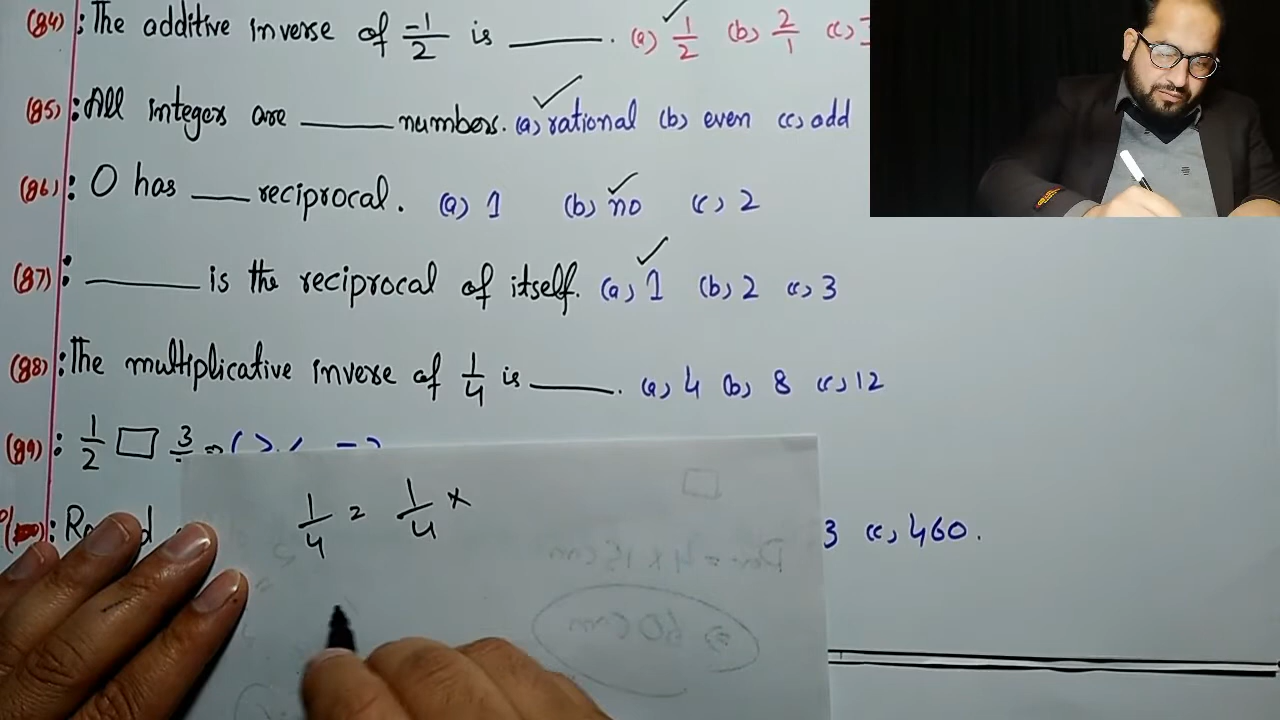 (84) : The additive inverse of -1/2 is ______. (a) 1/2 (b) 2/1 (c)
(85) : All integers are ______ numbers. (a) rational (b) even (c) odd
(86) : 0 has ____ reciprocal. (a) 1 (b) no (c) 2
(87) : ______ is the reciprocal of itself. (a) 1 (b) 2 (c) 3
(88) : The multiplicative inverse of 1/4 is ______. (a) 4 (b) 8 (c) 12
(89) : 1/2 □ 3/
1/4 = 1/4 ×
3 (c) 460.